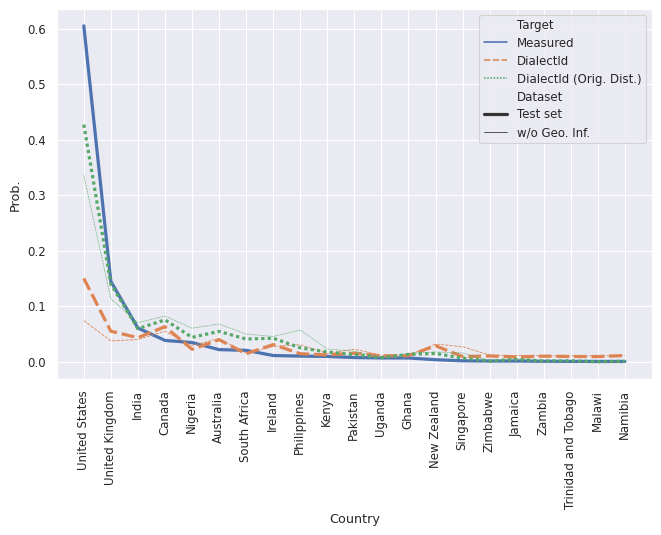 0.6
0.5
0.4
0.3
0.2
0.1
0.0
Prob.
Target
Measured
DialectId
DialectId (Orig. Dist.)
Dataset
Test set
w/o Geo. Inf.
United States
United Kingdom
India
Canada
Nigeria
Australia
South Africa
Ireland
Philippines
Kenya
Pakistan
Uganda
Ghana
New Zealand
Singapore
Zimbabwe
Jamaica
Zambia
Trinidad and Tobago
Malawi
Namibia
Country